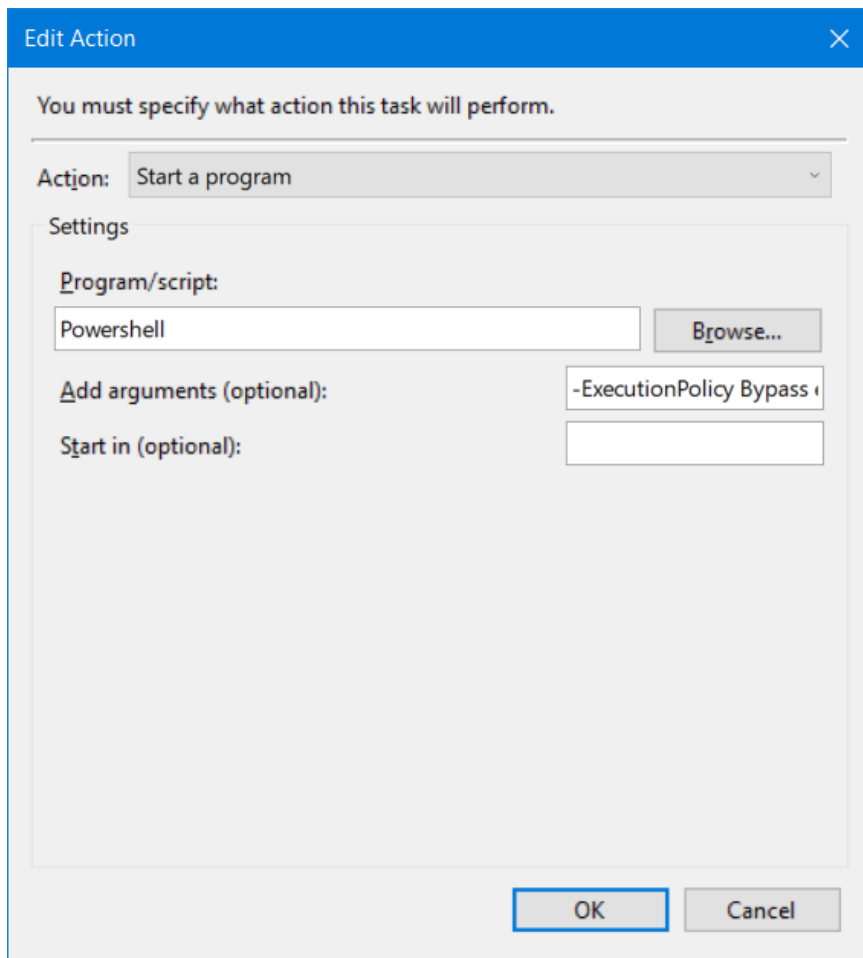 Edit Action
You must specify what action this task will perform.
Action: Start a program
Settings
Program/script:
Powershell Browse...
Add arguments (optional): -ExecutionPolicy Bypass
Start in (optional):
OK Cancel